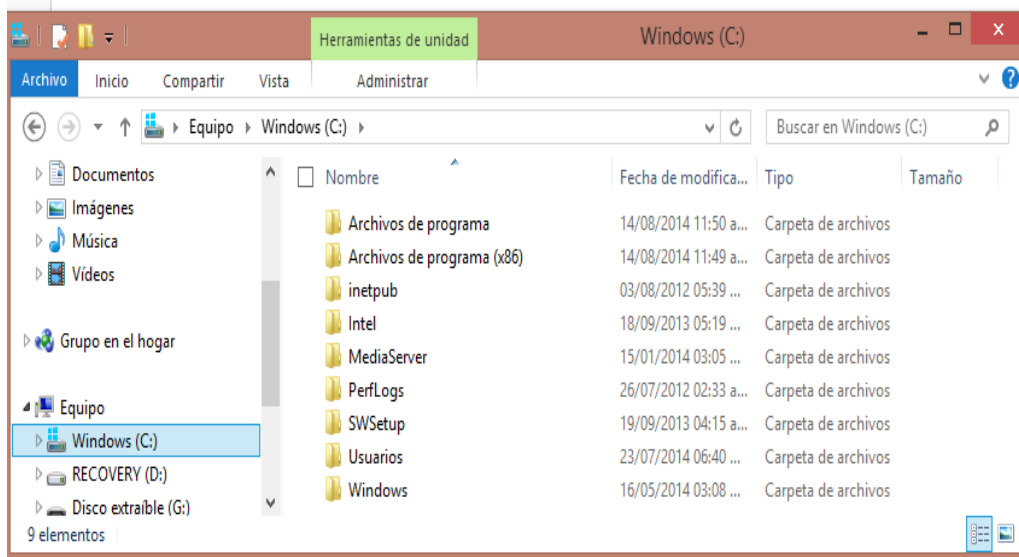 Herramientas de unidad Windows (C:)
Archivo Inicio Compartir Vista Administrar
Equipo Windows (C:) Buscar en Windows (C:)
Documentos
Imágenes
Música
Vídeos
Grupo en el hogar
Equipo
Windows (C:)
RECOVERY (D:)
Disco extraíble (G:)
Nombre Fecha de modifica... Tipo Tamaño
Archivos de programa 14/08/2014 11:50 a... Carpeta de archivos
Archivos de programa (x86) 14/08/2014 11:49 a... Carpeta de archivos
inetpub 03/08/2012 05:39 ... Carpeta de archivos
Intel 18/09/2013 05:19 ... Carpeta de archivos
MediaServer 15/01/2014 03:05 ... Carpeta de archivos
PerfLogs 26/07/2012 02:33 a... Carpeta de archivos
SWSetup 19/09/2013 04:15 a... Carpeta de archivos
Usuarios 23/07/2014 06:40 ... Carpeta de archivos
Windows 16/05/2014 03:08 ... Carpeta de archivos
9 elementos